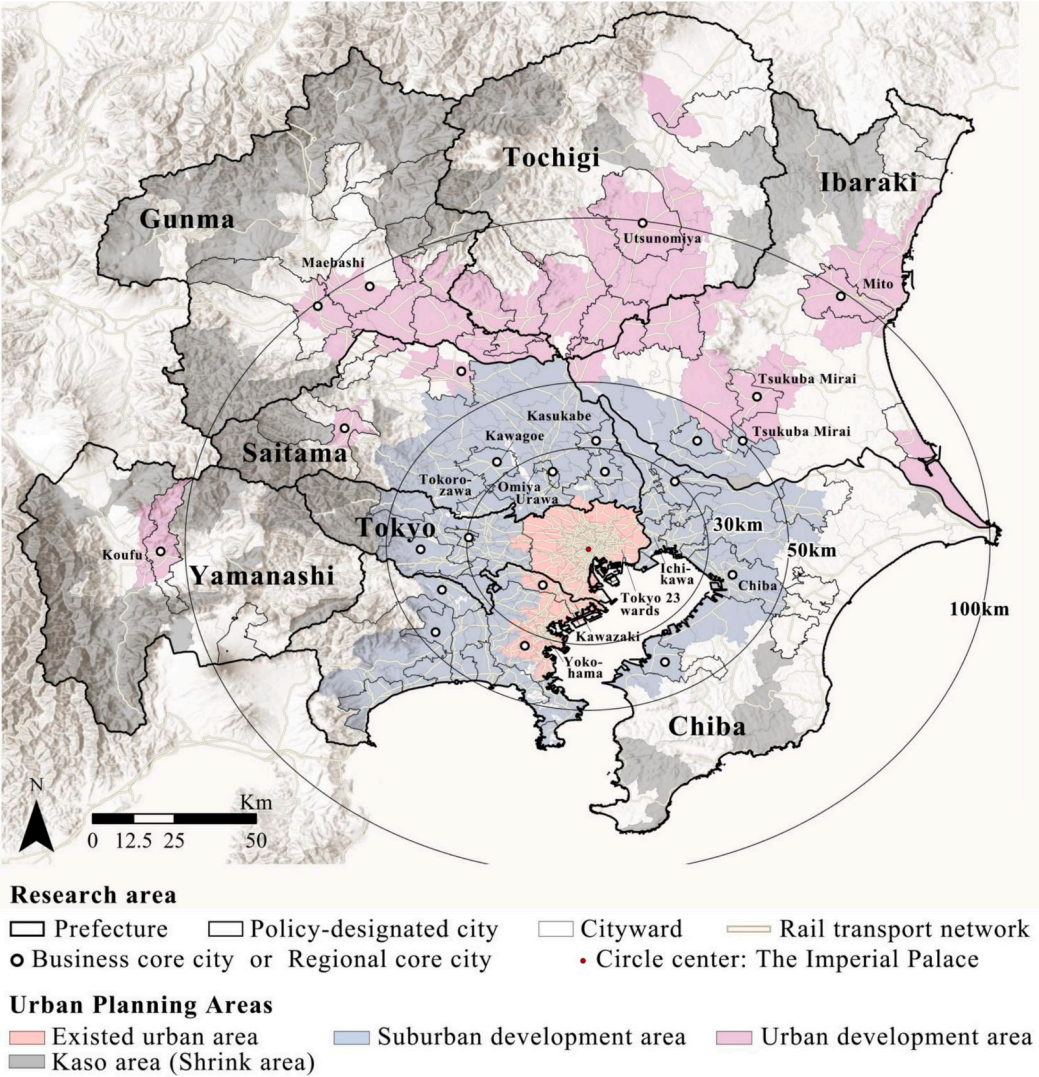 Tochigi
Ibaraki
Gunma
Utsunomiya
Maebashi
Mito
Tsukuba Mirai
Kasukabe
Tsukuba Mirai
Kawagoe
Saitama
Tokoro-
zawa
Omiya
Urawa
30km
Tokyo
50km
Koufu
Yamanashi
Ichi-
kawa
Chiba
Tokyo 23
wards
100km
Kawazaki
Yoko-
hama
Chiba
N
Km
0 12.5 25 50
Research area
Prefecture Policy-designated city Cityward Rail transport network
Business core city or Regional core city Circle center: The Imperial Palace
Urban Planning Areas
Existed urban area Suburban development area Urban development area
Kaso area (Shrink area)